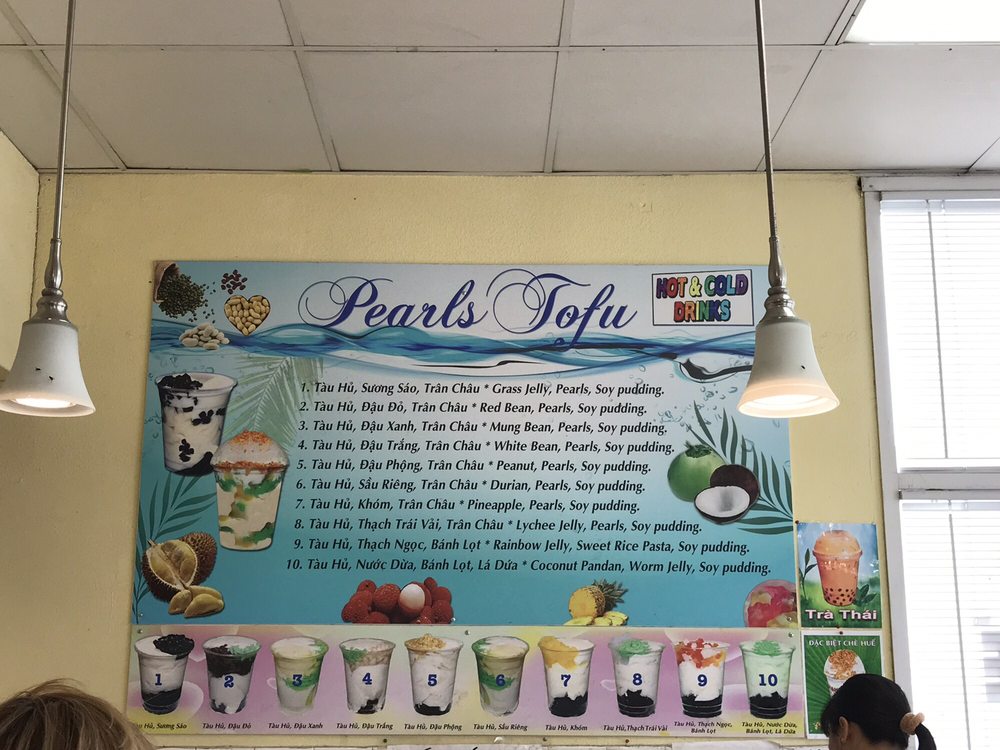 Pearls Tofu
HOT & COLD
DRINKS
1. Tàu Hủ, Sương Sáo, Trân Châu * Grass Jelly, Pearls, Soy pudding.
2. Tàu Hủ, Đậu Đỏ, Trân Châu * Red Bean, Pearls, Soy pudding.
3. Tàu Hủ, Đậu Xanh, Trân Châu * Mung Bean, Pearls, Soy pudding.
4. Tàu Hủ, Đậu Trắng, Trân Châu * White Bean, Pearls, Soy pudding.
5. Tàu Hủ, Đậu Phộng, Trân Châu * Peanut, Pearls, Soy pudding.
6. Tàu Hủ, Sầu Riêng, Trân Châu * Durian, Pearls, Soy pudding.
7. Tàu Hủ, Khóm, Trân Châu * Pineapple, Pearls, Soy pudding.
8. Tàu Hủ, Thạch Trái Vải, Trân Châu * Lychee Jelly, Pearls, Soy pudding.
9. Tàu Hủ, Thạch Ngọc, Bánh Lọt * Rainbow Jelly, Sweet Rice Pasta, Soy pudding.
10. Tàu Hủ, Nước Dừa, Bánh Lọt, Lá Dứa * Coconut Pandan, Worm Jelly, Soy pudding.
Trà Thái
ĐẶC BIỆT CHÈ HUẾ
1 2 3 4 5 6 7 8 9 10
Hủ, Sương Sáo
Tàu Hủ, Đậu Đỏ
Tàu Hủ, Đậu Xanh
Tàu Hủ, Đậu Trắng
Tàu Hủ, Đậu Phộng
Tàu Hủ, Sầu Riêng
Tàu Hủ, Khóm
Tàu Hủ,Thạch Trái Vải
Tàu Hủ, Thạch Ngọc,
Bánh Lọt
Tàu Hủ, Nước Dừa,
Bánh Lọt, Lá Dứa